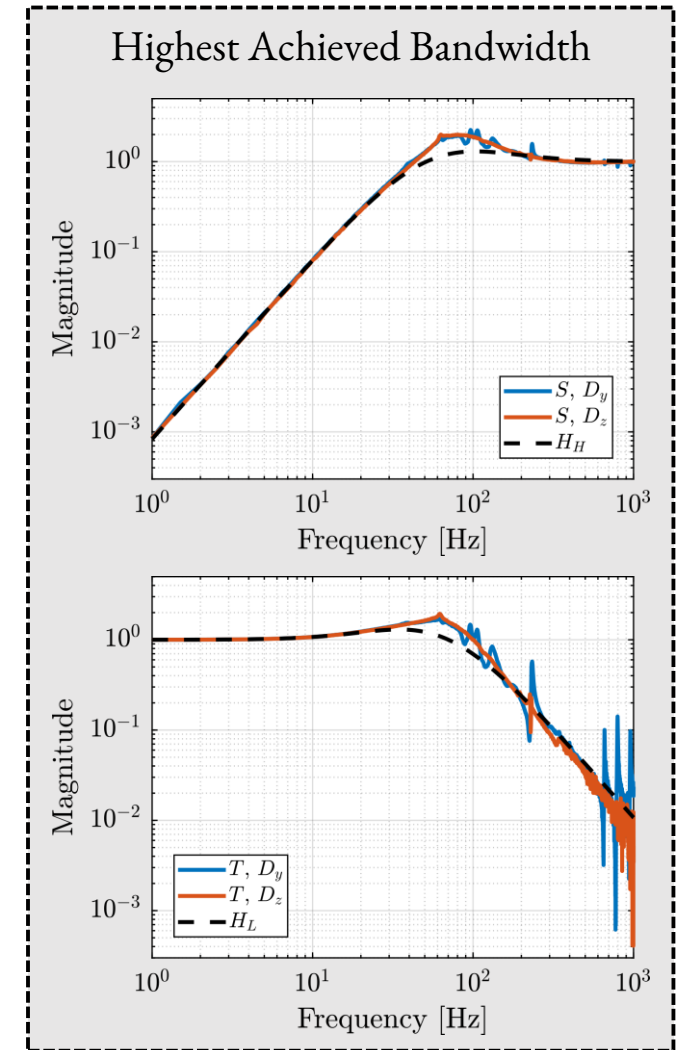 Highest Achieved Bandwidth
Magnitude
10^0
10^-1
10^-2
10^-3
S, D_y
S, D_z
H_H
10^0 10^1 10^2 10^3
Frequency [Hz]
Magnitude
10^0
10^-1
10^-2
10^-3
T, D_y
T, D_z
H_L
10^0 10^1 10^2 10^3
Frequency [Hz]